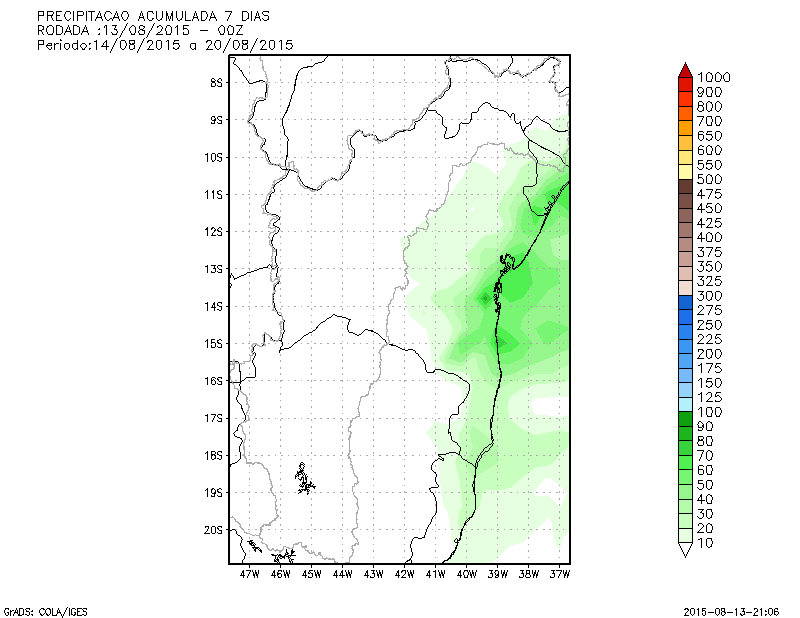 PRECIPITACAO ACUMULADA 7 DIAS
RODADA :13/08/2015 - 00Z
Periodo:14/08/2015 a 20/08/2015
8S
9S
10S
11S
12S
13S
14S
15S
16S
17S
18S
19S
20S
47W 46W 45W 44W 43W 42W 41W 40W 39W 38W 37W
1000
900
800
700
650
600
550
500
475
450
425
400
375
350
325
300
275
250
225
200
175
150
125
100
90
80
70
60
50
40
30
20
10
GrADS: COLA/IGES
2015-08-13-21:06